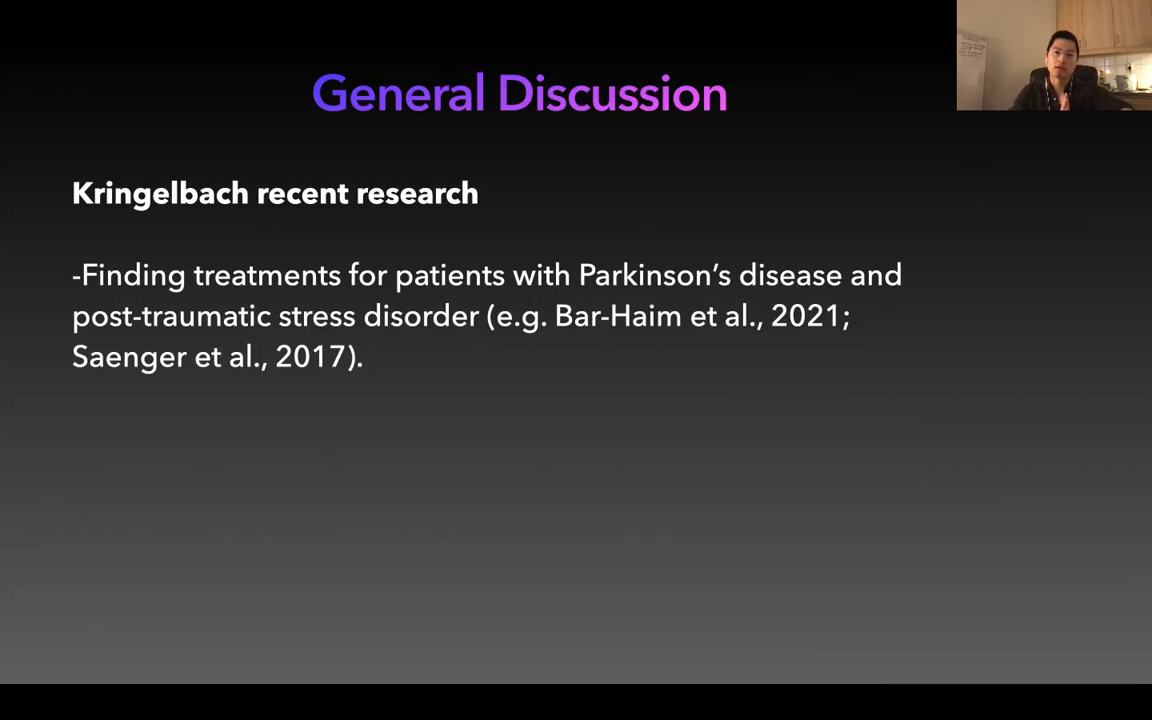 General Discussion
Kringelbach recent research
-Finding treatments for patients with Parkinson’s disease and
post-traumatic stress disorder (e.g. Bar-Haim et al., 2021;
Saenger et al., 2017).